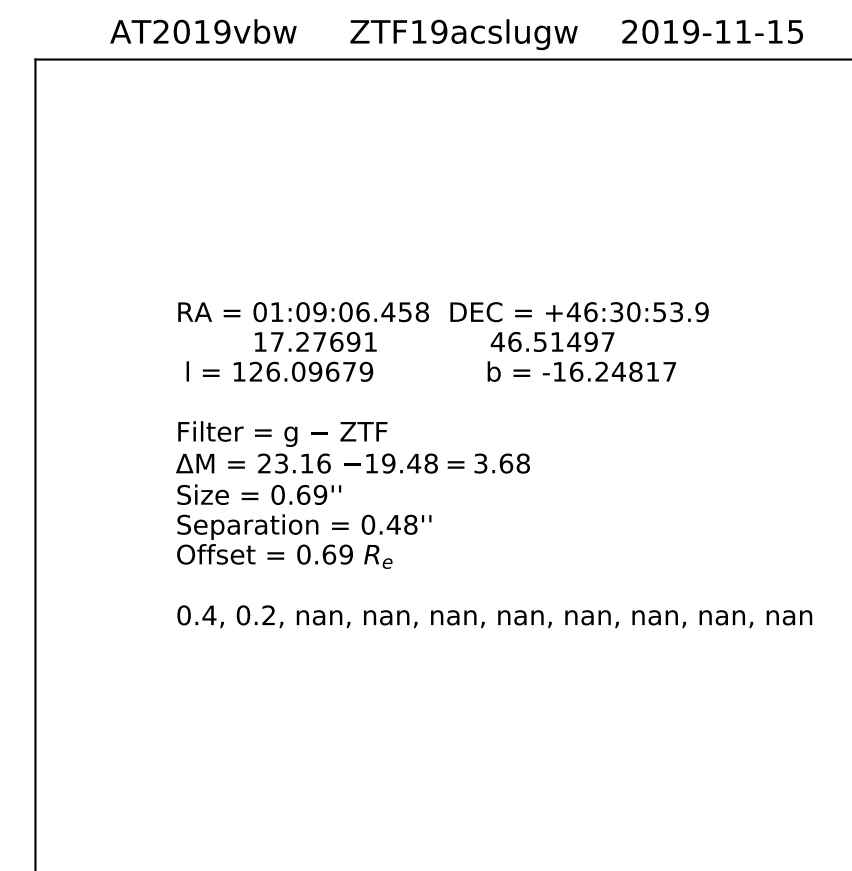 AT2019vbw ZTF19acslugw 2019-11-15
RA = 01:09:06.458 DEC = +46:30:53.9
17.27691 46.51497
l = 126.09679 b = -16.24817
Filter = g − ZTF
ΔM = 23.16 −19.48 = 3.68
Size = 0.69''
Separation = 0.48''
Offset = 0.69 Re
0.4, 0.2, nan, nan, nan, nan, nan, nan, nan, nan